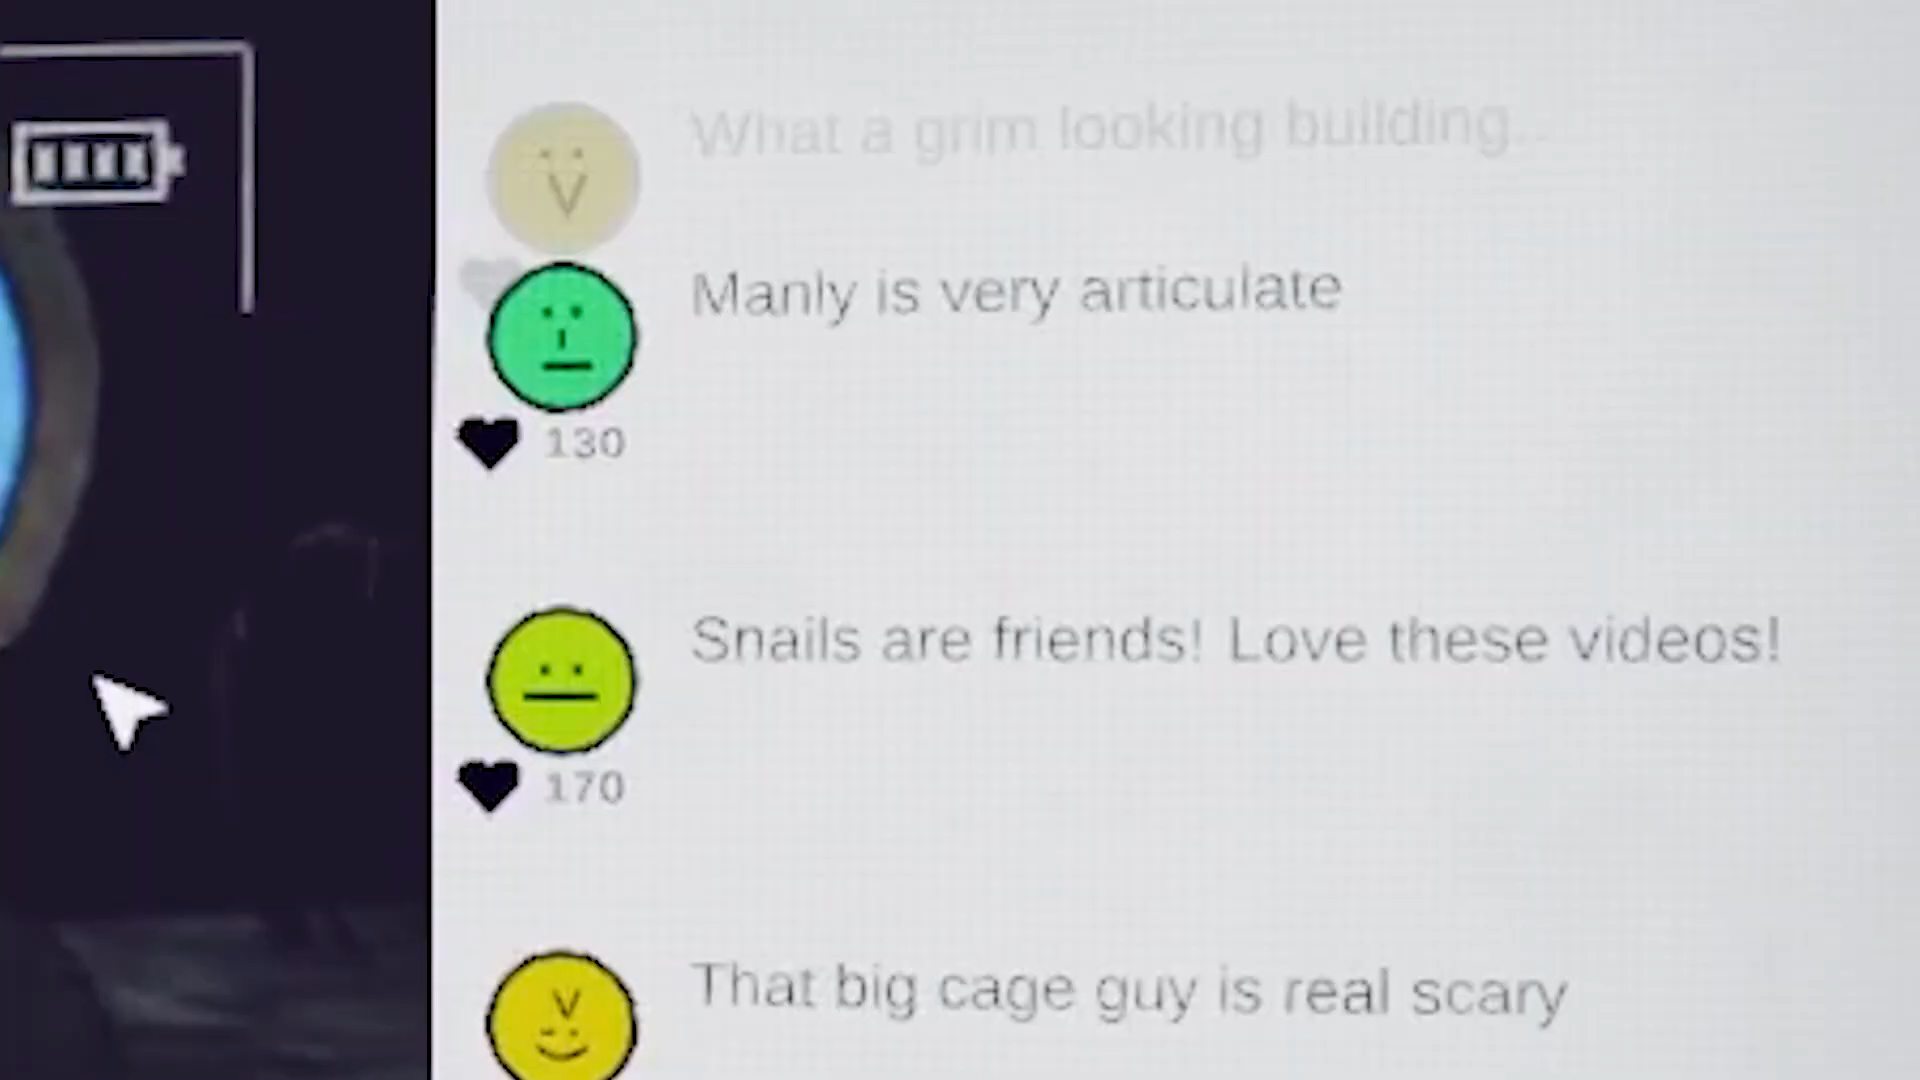 What a grim looking building..
Manly is very articulate
130
Snails are friends! Love these videos!
170
That big cage guy is real scary